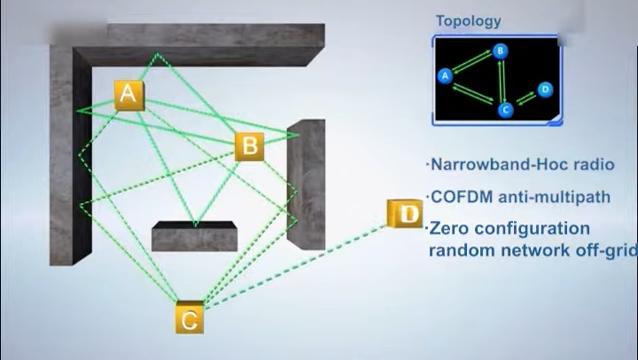 Topology
A
B
C
D
A
B
C
D
·Narrowband-Hoc radio
·COFDM anti-multipath
·Zero configuration
random network off-grid